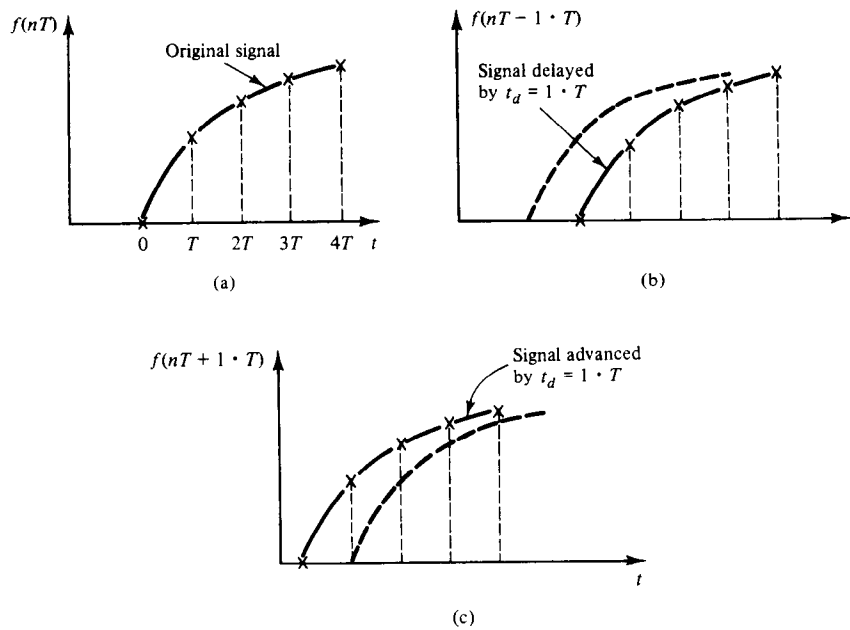 f(nT)
Original signal
0 T 2T 3T 4T t
(a)
f(nT − 1 · T)
Signal delayed
by t_d = 1 · T
(b)
f(nT + 1 · T)
Signal advanced
by t_d = 1 · T
t
(c)